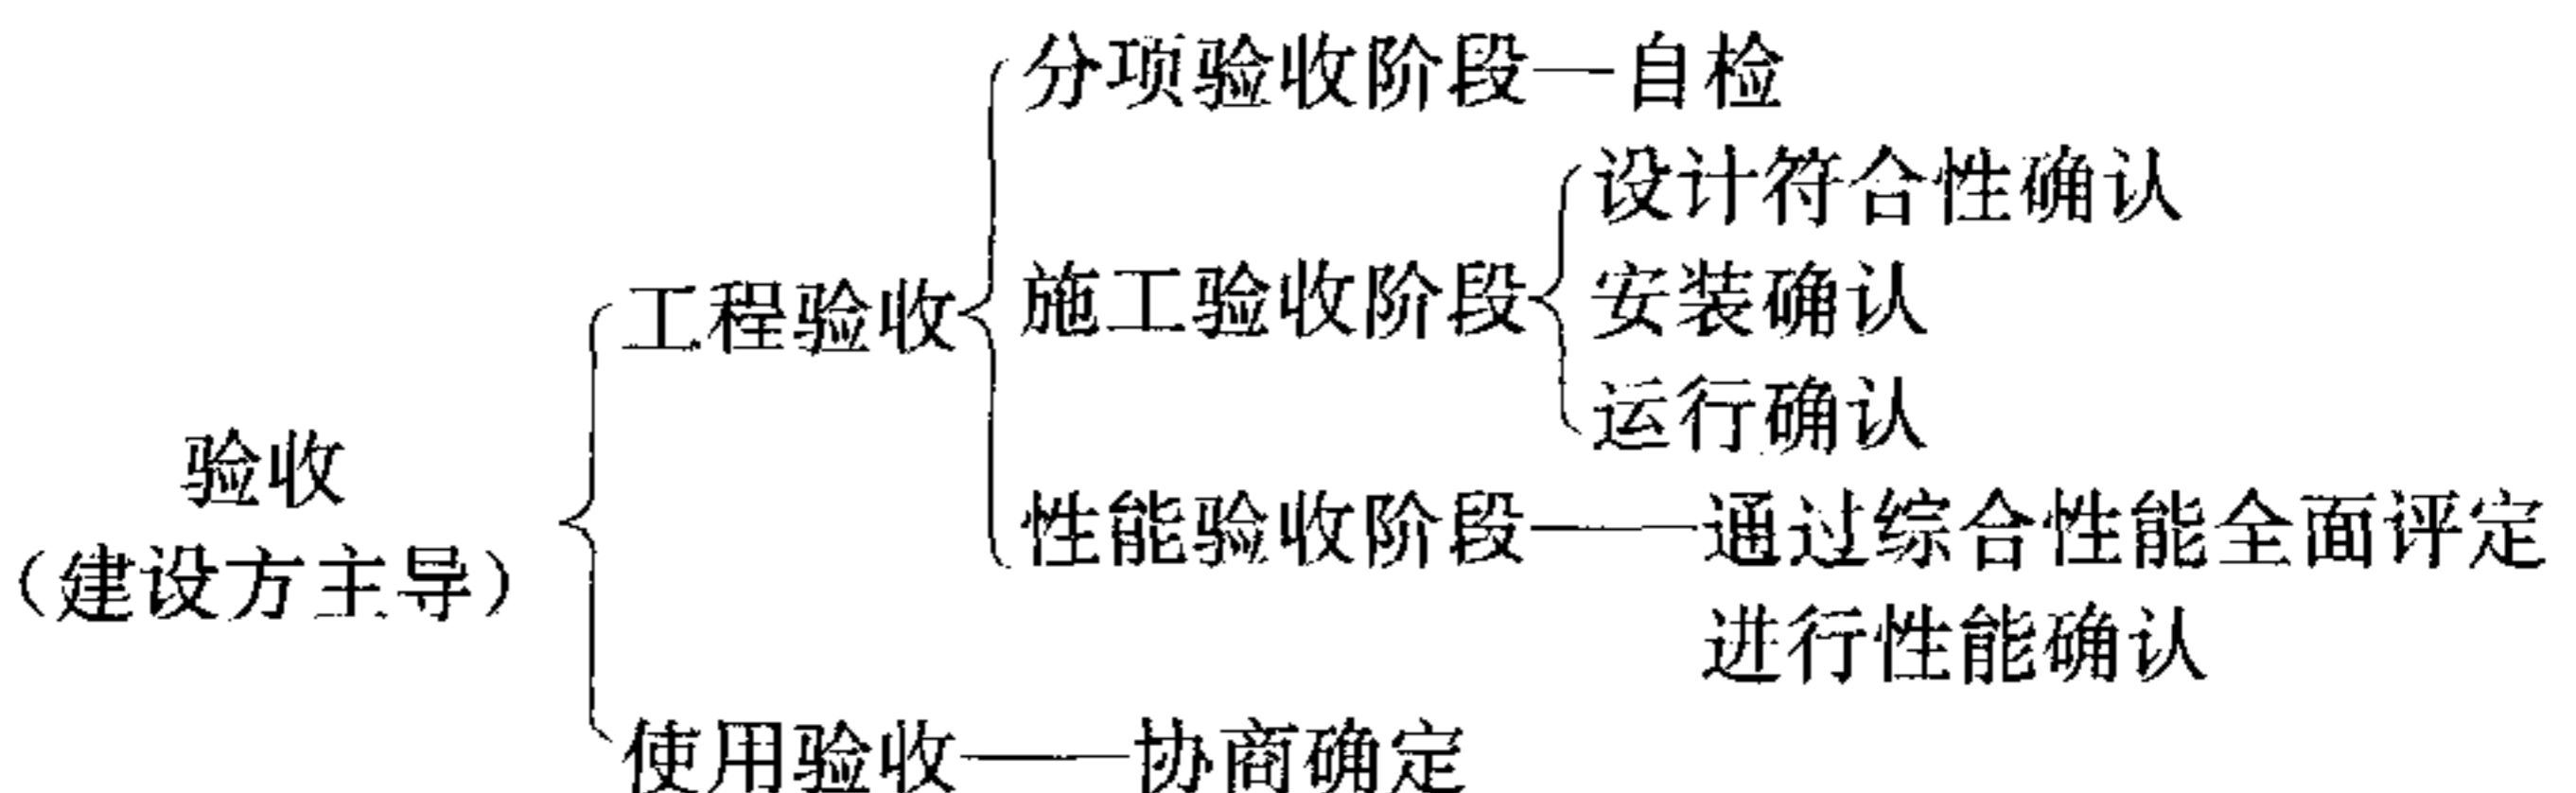 分项验收阶段—自检
设计符合性确认
工程验收
施工验收阶段
安装确认
运行确认
验收
(建设方主导)
性能验收阶段——通过综合性能全面评定
进行性能确认
使用验收——协商确定